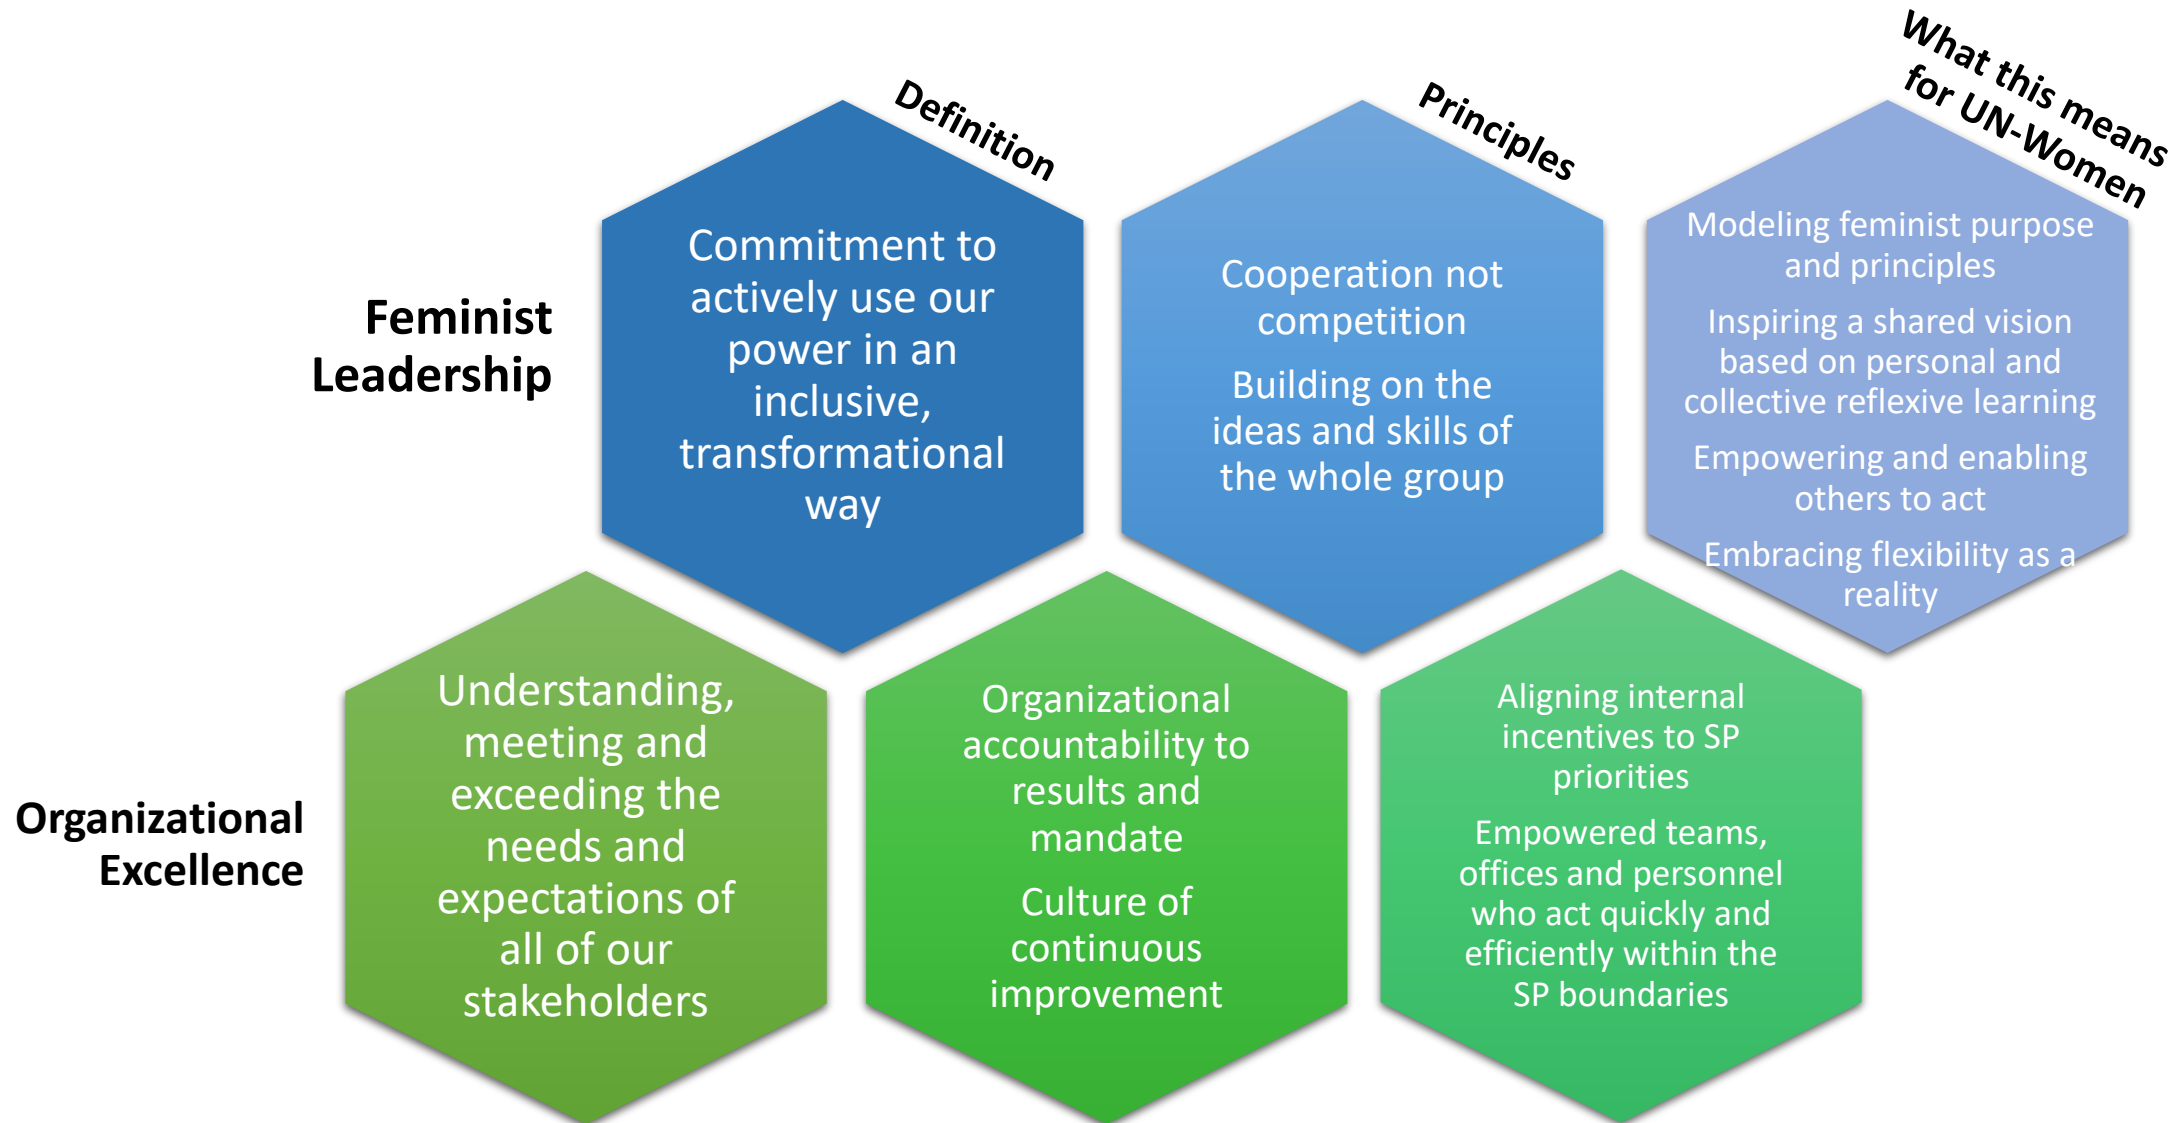 Definition
Principles
What this means
for UN-Women
Feminist
Leadership
Commitment to
actively use our
power in an
inclusive,
transformational
way
Cooperation not
competition
Building on the
ideas and skills of
the whole group
Modeling feminist purpose
and principles
Inspiring a shared vision
based on personal and
collective reflexive learning
Empowering and enabling
others to act
Embracing flexibility as a
reality
Organizational
Excellence
Understanding,
meeting and
exceeding the
needs and
expectations of
all of our
stakeholders
Organizational
accountability to
results and
mandate
Culture of
continuous
improvement
Aligning internal
incentives to SP
priorities
Empowered teams,
offices and personnel
who act quickly and
efficiently within the
SP boundaries